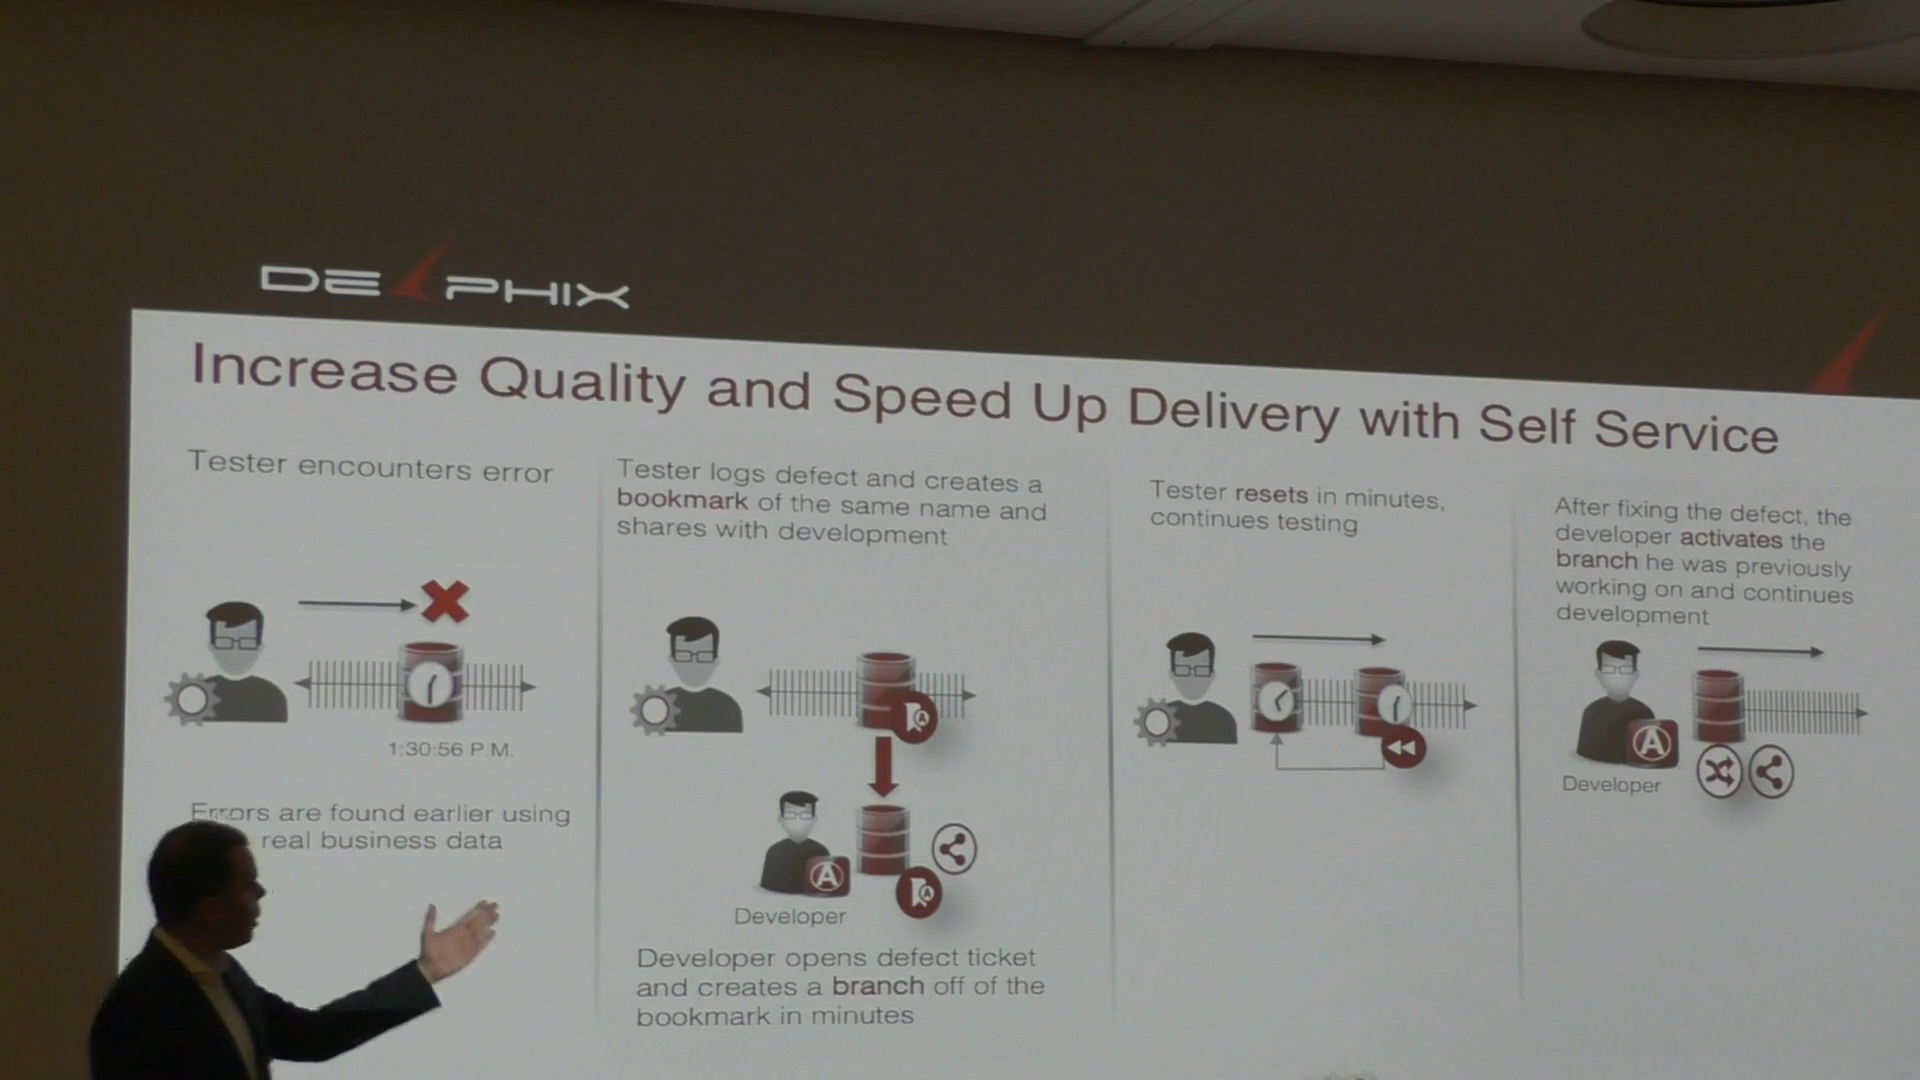 DELPHIX
Increase Quality and Speed Up Delivery with Self Service
Tester encounters error
1:30:56 P.M.
Errors are found earlier using
real business data
Tester logs defect and creates a
bookmark of the same name and
shares with development
A
A
A
Developer
Developer opens defect ticket
and creates a branch off of the
bookmark in minutes
Tester resets in minutes,
continues testing
After fixing the defect, the
developer activates the
branch he was previously
working on and continues
development
A
Developer